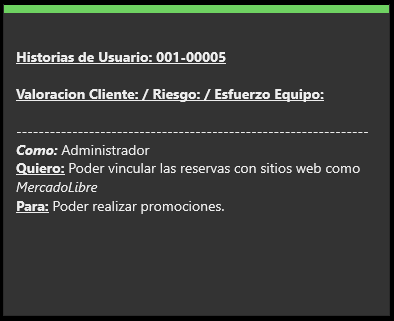 Historias de Usuario: 001-00005
Valoracion Cliente: / Riesgo: / Esfuerzo Equipo:
----------------------------------------------------------------
Como: Administrador
Quiero: Poder vincular las reservas con sitios web como
MercadoLibre
Para: Poder realizar promociones.